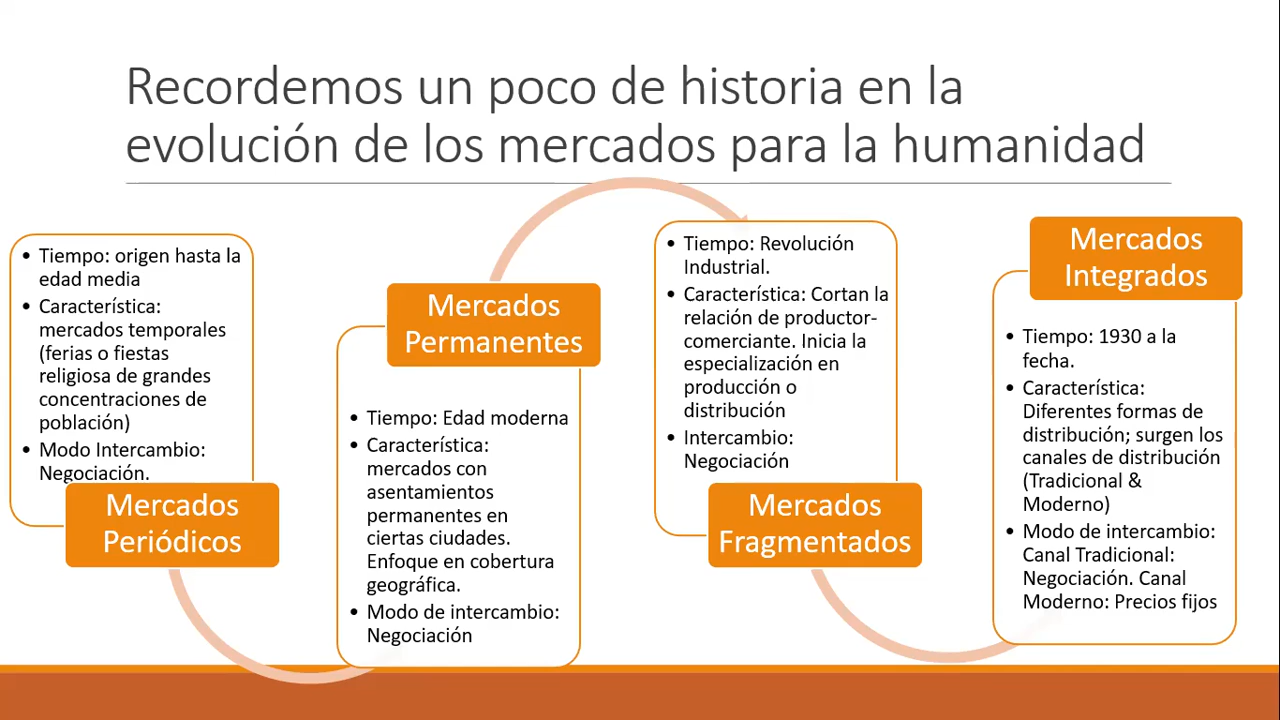 Recordemos un poco de historia en la
evolución de los mercados para la humanidad
• Tiempo: origen hasta la
edad media
• Característica:
mercados temporales
(ferias o fiestas
religiosa de grandes
concentraciones de
población)
• Modo Intercambio:
Negociación.
Mercados
Periódicos
Mercados
Permanentes
• Tiempo: Edad moderna
• Característica:
mercados con
asentamientos
permanentes en
ciertas ciudades.
Enfoque en cobertura
geográfica.
• Modo de intercambio:
Negociación
• Tiempo: Revolución
Industrial.
• Característica: Cortan la
relación de productor-
comerciante. Inicia la
especialización en
producción o
distribución
• Intercambio:
Negociación
Mercados
Fragmentados
Mercados
Integrados
• Tiempo: 1930 a la
fecha.
• Característica:
Diferentes formas de
distribución; surgen los
canales de distribución
(Tradicional &
Moderno)
• Modo de intercambio:
Canal Tradicional:
Negociación. Canal
Moderno: Precios fijos